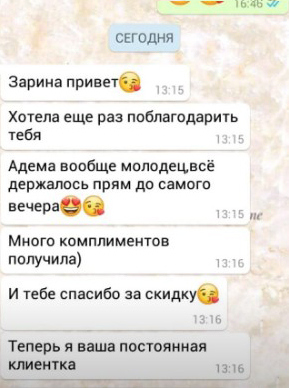 16:46
СЕГОДНЯ
Зарина привет😘 13:15
Хотела еще раз поблагодарить
тебя 13:15
Адема вообще молодец,всё
держалось прям до самого
вечера😍😘 13:15
Много комплиментов
получила) 13:16
И тебе спасибо за скидку😘
13:16
Теперь я ваша постоянная
клиентка 13:16